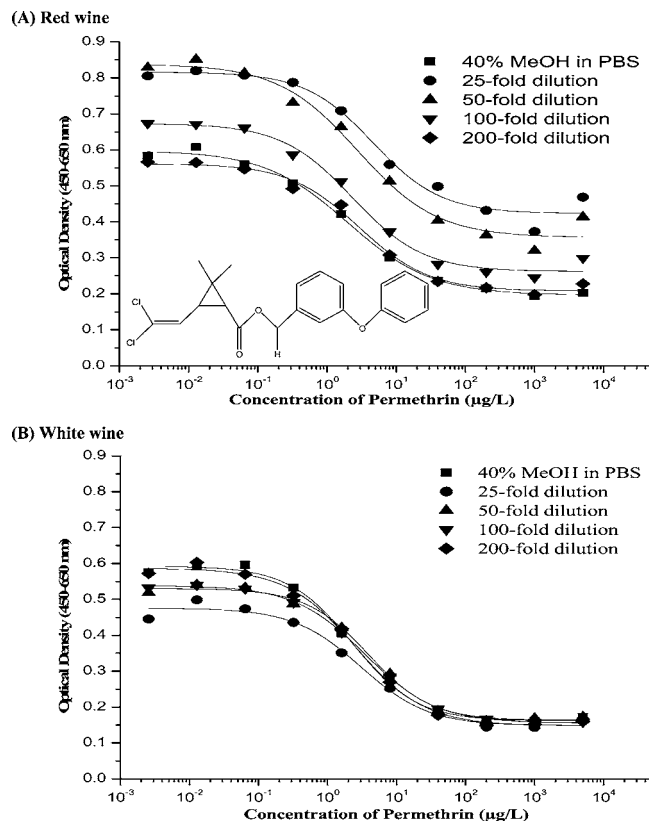 (A) Red wine
0.9
0.8
0.7
0.6
0.5
0.4
0.3
0.2
0.1
0.0
Optical Density (450-650 nm)
40% MeOH in PBS
25-fold dilution
50-fold dilution
100-fold dilution
200-fold dilution
Cl
Cl
O
O
H
O
10⁻³ 10⁻² 10⁻¹ 10⁰ 10¹ 10² 10³ 10⁴
Concentration of Permethrin (µg/L)
(B) White wine
0.9
0.8
0.7
0.6
0.5
0.4
0.3
0.2
0.1
0.0
Optical Density (450-650 nm)
40% MeOH in PBS
25-fold dilution
50-fold dilution
100-fold dilution
200-fold dilution
10⁻³ 10⁻² 10⁻¹ 10⁰ 10¹ 10² 10³ 10⁴
Concentration of Permethrin (µg/L)